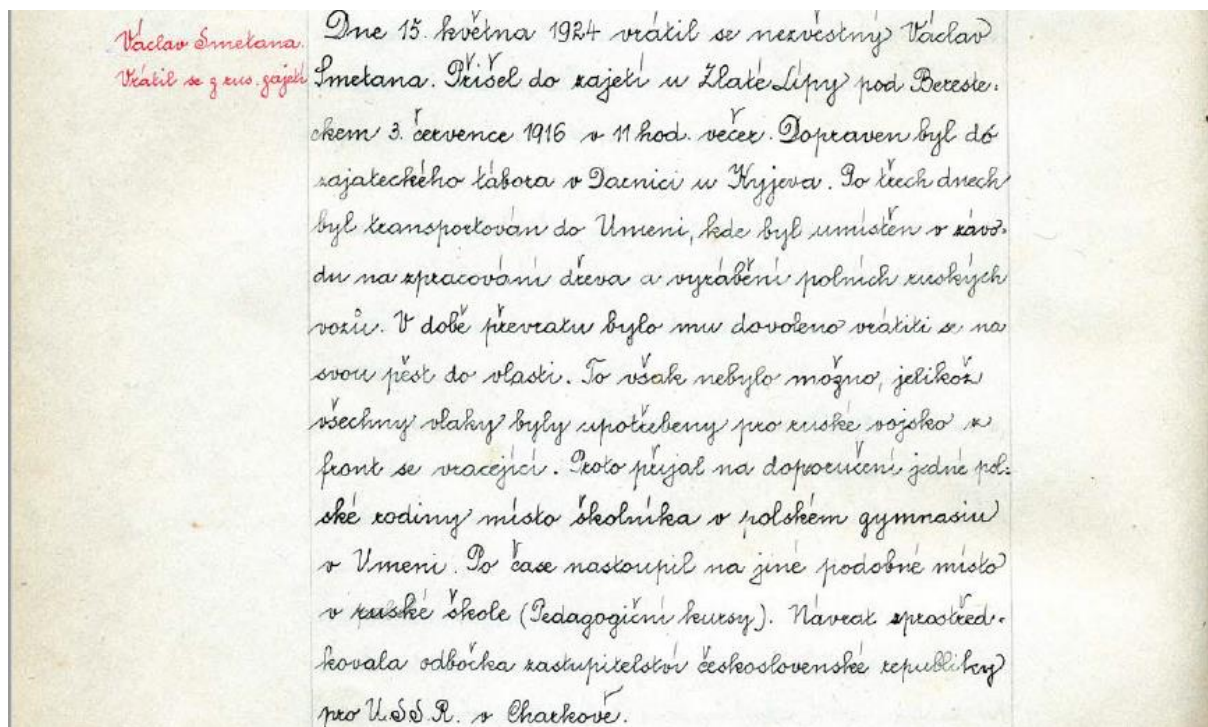 Václav Smetana.
Vrátil se z rus. zajetí
Dne 15. května 1924 vrátil se nezvěstný Václav
Smetana. Přišel do zajetí u Zlaté Lípy pod Bereste-
ckem 3. července 1916 v 11 hod. večer. Dopraven byl do
zajateckého tábora v Darnici u Kyjeva. Po třech dnech
byl transportován do Umeni, kde byl umístěn v závo-
du na zpracování dřeva a vyrábění polních ruských
vozů. V době převratu bylo mu dovoleno vrátiti se na
svou pěst do vlasti. To však nebylo možno, jelikož
všechny vlaky byly upotřebeny pro ruské vojsko z
front se vracející. Proto přijal na doporučení jedné pol-
ské rodiny místo školníka v polském gymnasiu
v Umeni. Po čase nastoupil na jiné podobné místo
v ruské škole (Pedagogiční kursy). Návrat zprostřed-
kovala odbočka zastupitelství československé republiky
pro U.S.S.R. v Charkově.